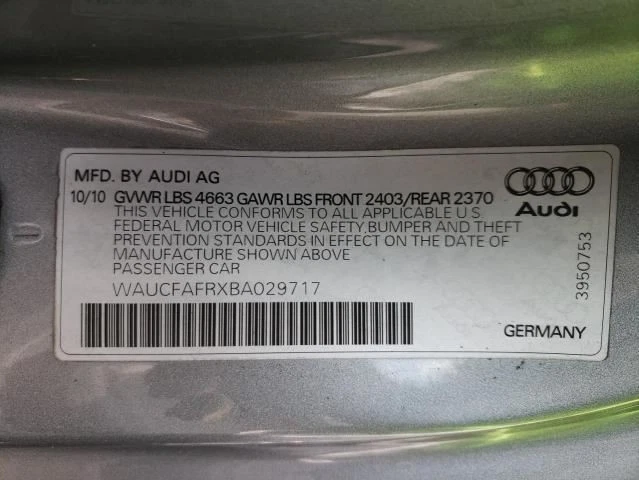 MFD. BY AUDI AG
10/10 GVWR LBS 4663 GAWR LBS FRONT 2403/REAR 2370
THIS VEHICLE CONFORMS TO ALL APPLICABLE U.S.
FEDERAL MOTOR VEHICLE SAFETY,BUMPER AND THEFT
PREVENTION STANDARDS IN EFFECT ON THE DATE OF
MANUFACTURE SHOWN ABOVE
PASSENGER CAR
WAUCFAFRXBA029717
Audi
3950753
GERMANY